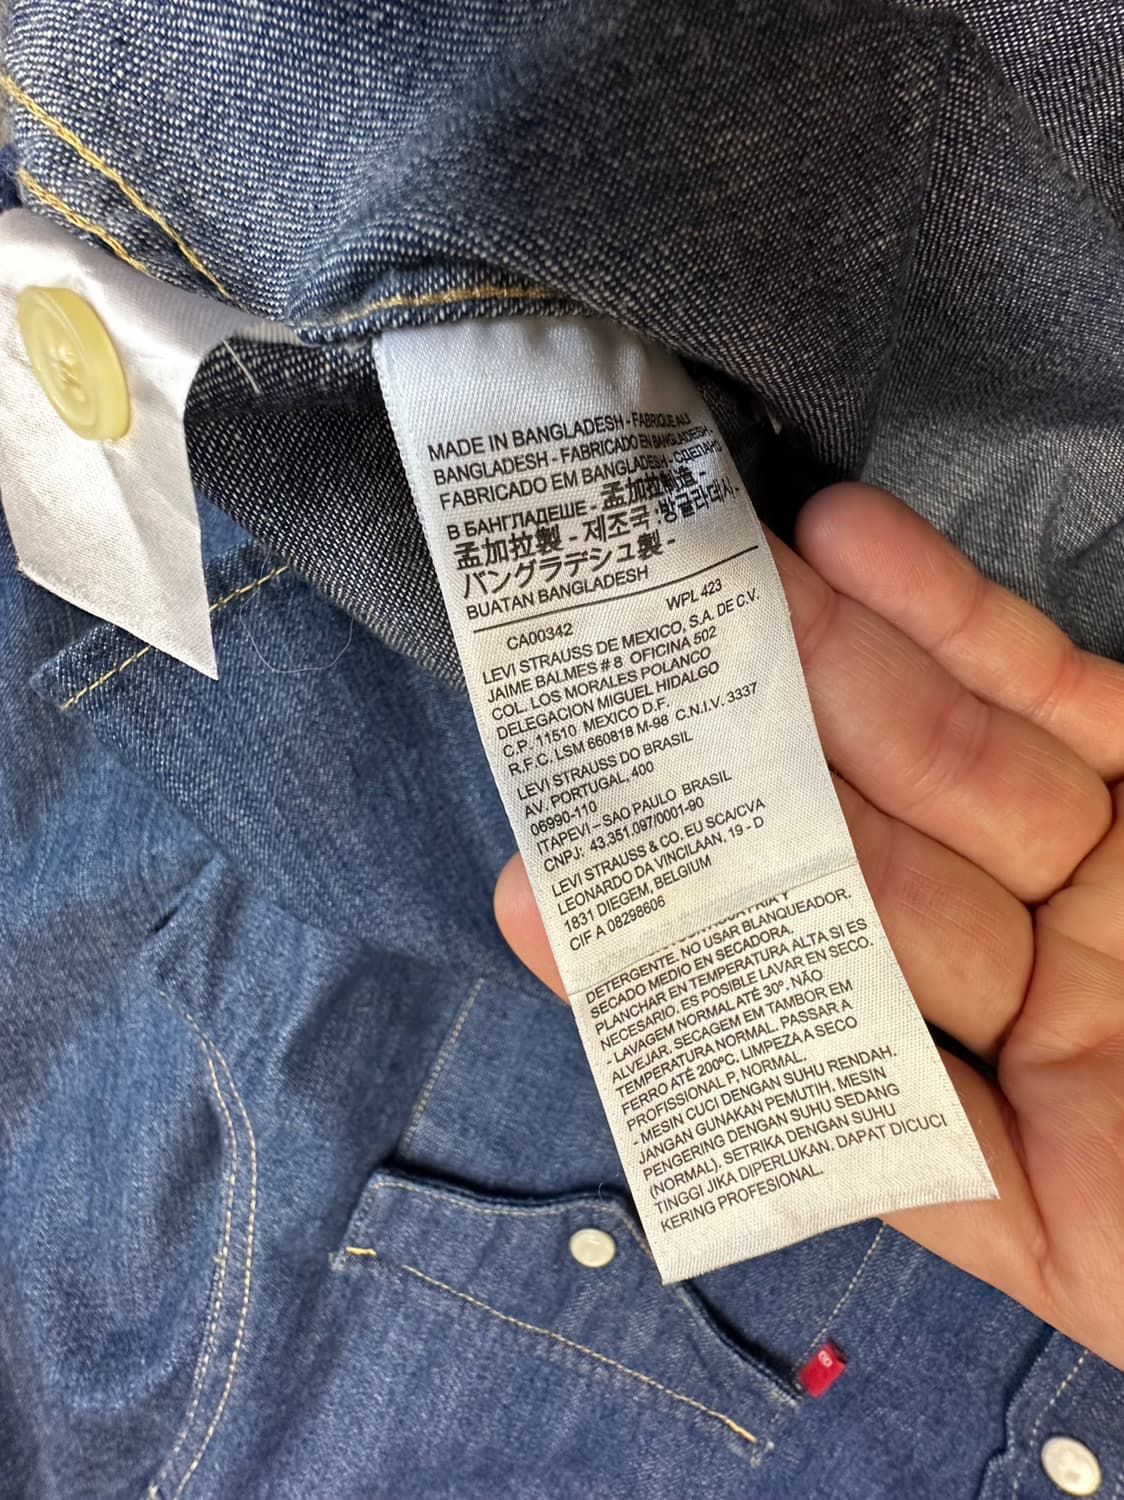 MADE IN BANGLADESH - FABRIQUE AU
BANGLADESH - FABRICADO EN BANGLADESH -
FABRICADO EM BANGLADESH - СДЕЛАНО
В БАНГЛАДЕШЕ - 孟加拉製造 -
孟加拉製 - 제조국 : 방글라데시 -
バングラデシュ製 -
BUATAN BANGLADESH
CA00342 WPL 423
LEVI STRAUSS DE MEXICO, S.A. DE C.V.
JAIME BALMES # 8 OFICINA 502
COL. LOS MORALES POLANCO
DELEGACION MIGUEL HIDALGO
C.P. 11510 MEXICO D.F.
R.F.C. LSM 660818 M-98 C.N.I.V. 3337
LEVI STRAUSS DO BRASIL
AV. PORTUGAL, 400
06990-110
ITAPEVI – SAO PAULO BRASIL
CNPJ: 43.351.097/0001-90
LEVI STRAUSS & CO. EU SCA/CVA
LEONARDO DA VINCILAAN, 19 - D
1831 DIEGEM, BELGIUM
CIF A 08298606
DETERGENTE. NO USAR BLANQUEADOR.
SECADO MEDIO EN SECADORA.
PLANCHAR EN TEMPERATURA ALTA SI ES
NECESARIO. ES POSIBLE LAVAR EN SECO.
- LAVAGEM NORMAL ATÉ 30º. NÃO
ALVEJAR. SECAGEM EM TAMBOR EM
TEMPERATURA NORMAL. PASSAR A
FERRO ATÉ 200ºC. LIMPEZA A SECO
PROFISSIONAL P, NORMAL.
- MESIN CUCI DENGAN SUHU RENDAH.
JANGAN GUNAKAN PEMUTIH. MESIN
PENGERING DENGAN SUHU SEDANG
(NORMAL). SETRIKA DENGAN SUHU
TINGGI JIKA DIPERLUKAN. DAPAT DICUCI
KERING PROFESIONAL.